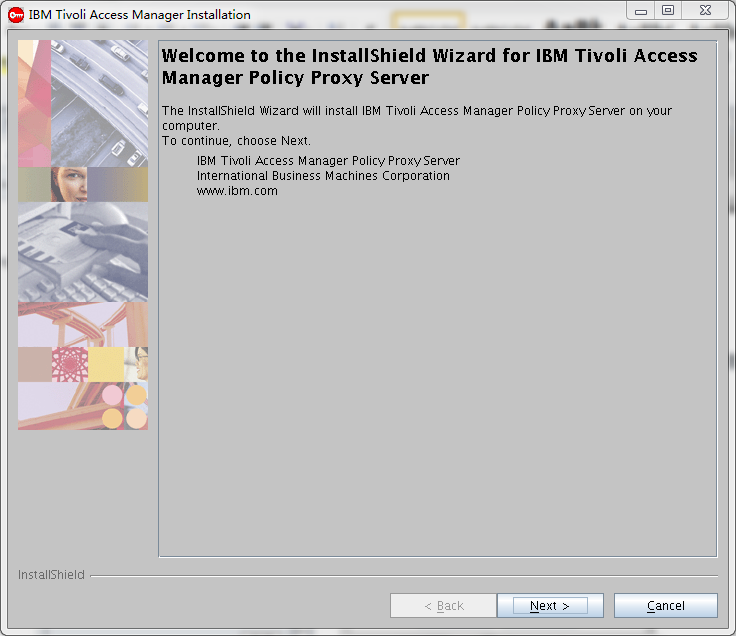 IBM Tivoli Access Manager Installation
Welcome to the InstallShield Wizard for IBM Tivoli Access
Manager Policy Proxy Server
The InstallShield Wizard will install IBM Tivoli Access Manager Policy Proxy Server on your
computer.
To continue, choose Next.
IBM Tivoli Access Manager Policy Proxy Server
International Business Machines Corporation
www.ibm.com
InstallShield
< Back
Next >
Cancel